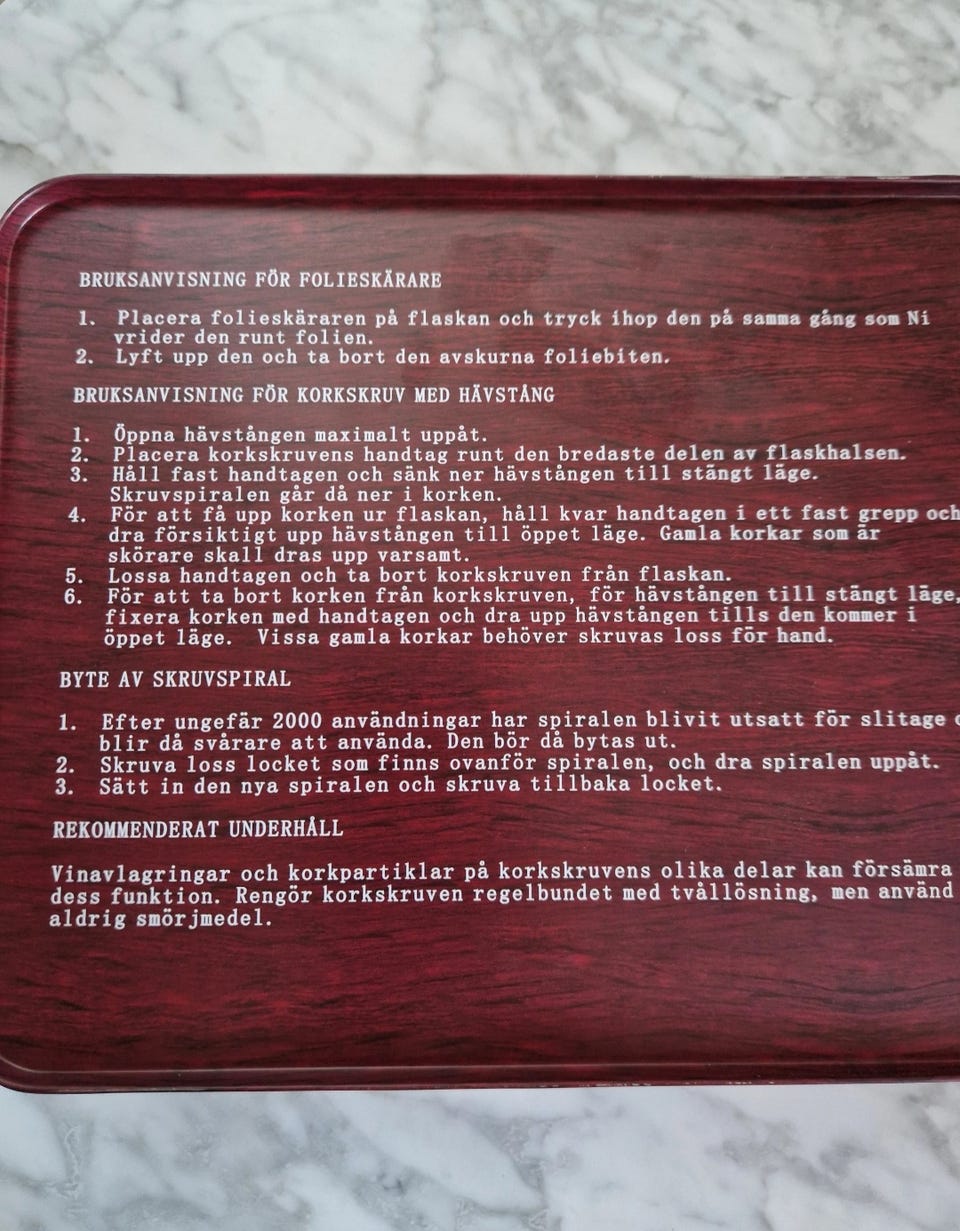 BRUKSANVISNING FÖR FOLIESKÄRARE
1. Placera folieskäraren på flaskan och tryck ihop den på samma gång som Ni
vrider den runt folien.
2. Lyft upp den och ta bort den avskurna foliebiten.
BRUKSANVISNING FÖR KORKSKRUV MED HÄVSTÅNG
1. Öppna hävstången maximalt uppåt.
2. Placera korkskruvens handtag runt den bredaste delen av flaskhalsen.
3. Håll fast handtagen och sänk ner hävstången till stängt läge.
Skruvspiralen går då ner i korken.
4. För att få upp korken ur flaskan, håll kvar handtagen i ett fast grepp och
dra försiktigt upp hävstången till öppet läge. Gamla korkar som är
skörare skall dras upp varsamt.
5. Lossa handtagen och ta bort korkskruven från flaskan.
6. För att ta bort korken från korkskruven, för hävstången till stängt läge,
fixera korken med handtagen och dra upp hävstången tills den kommer i
öppet läge. Vissa gamla korkar behöver skruvas loss för hand.
BYTE AV SKRUVSPIRAL
1. Efter ungefär 2000 användningar har spiralen blivit utsatt för slitage
blir då svårare att använda. Den bör då bytas ut.
2. Skruva loss locket som finns ovanför spiralen, och dra spiralen uppåt.
3. Sätt in den nya spiralen och skruva tillbaka locket.
REKOMMENDERAT UNDERHÅLL
Vinavlagringar och korkpartiklar på korkskruvens olika delar kan försämra
dess funktion. Rengör korkskruven regelbundet med tvållösning, men använd
aldrig smörjmedel.